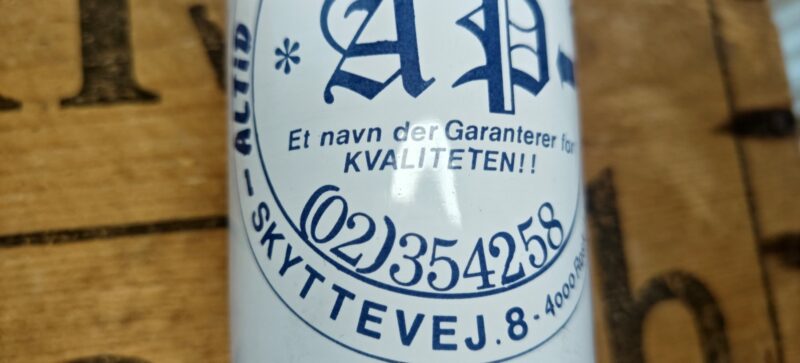 * AP-
Et navn der Garanterer for
KVALITETEN!!
(02)354258
- ALTID - SKYTTEVEJ.8-4000